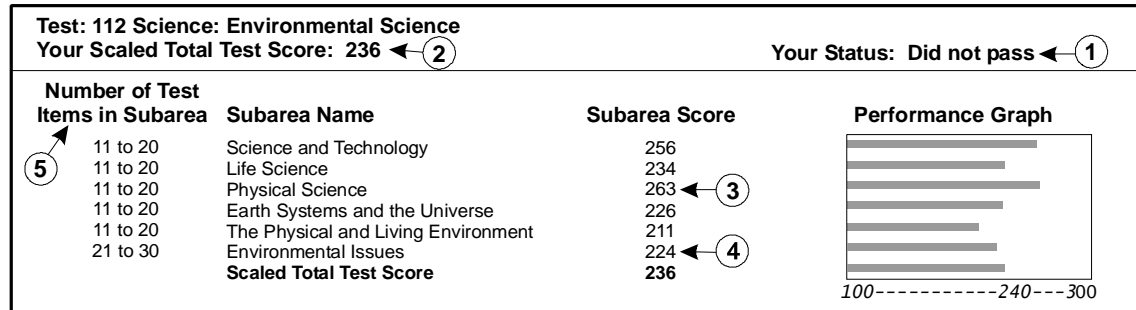 Test: 112 Science: Environmental Science
Your Scaled Total Test Score: 236 2
Your Status: Did not pass 1
Number of Test
Items in Subarea Subarea Name Subarea Score Performance Graph
5
11 to 20 Science and Technology 256
11 to 20 Life Science 234
11 to 20 Physical Science 263 3
11 to 20 Earth Systems and the Universe 226
11 to 20 The Physical and Living Environment 211
21 to 30 Environmental Issues 224 4
Scaled Total Test Score 236
100-----------240---300